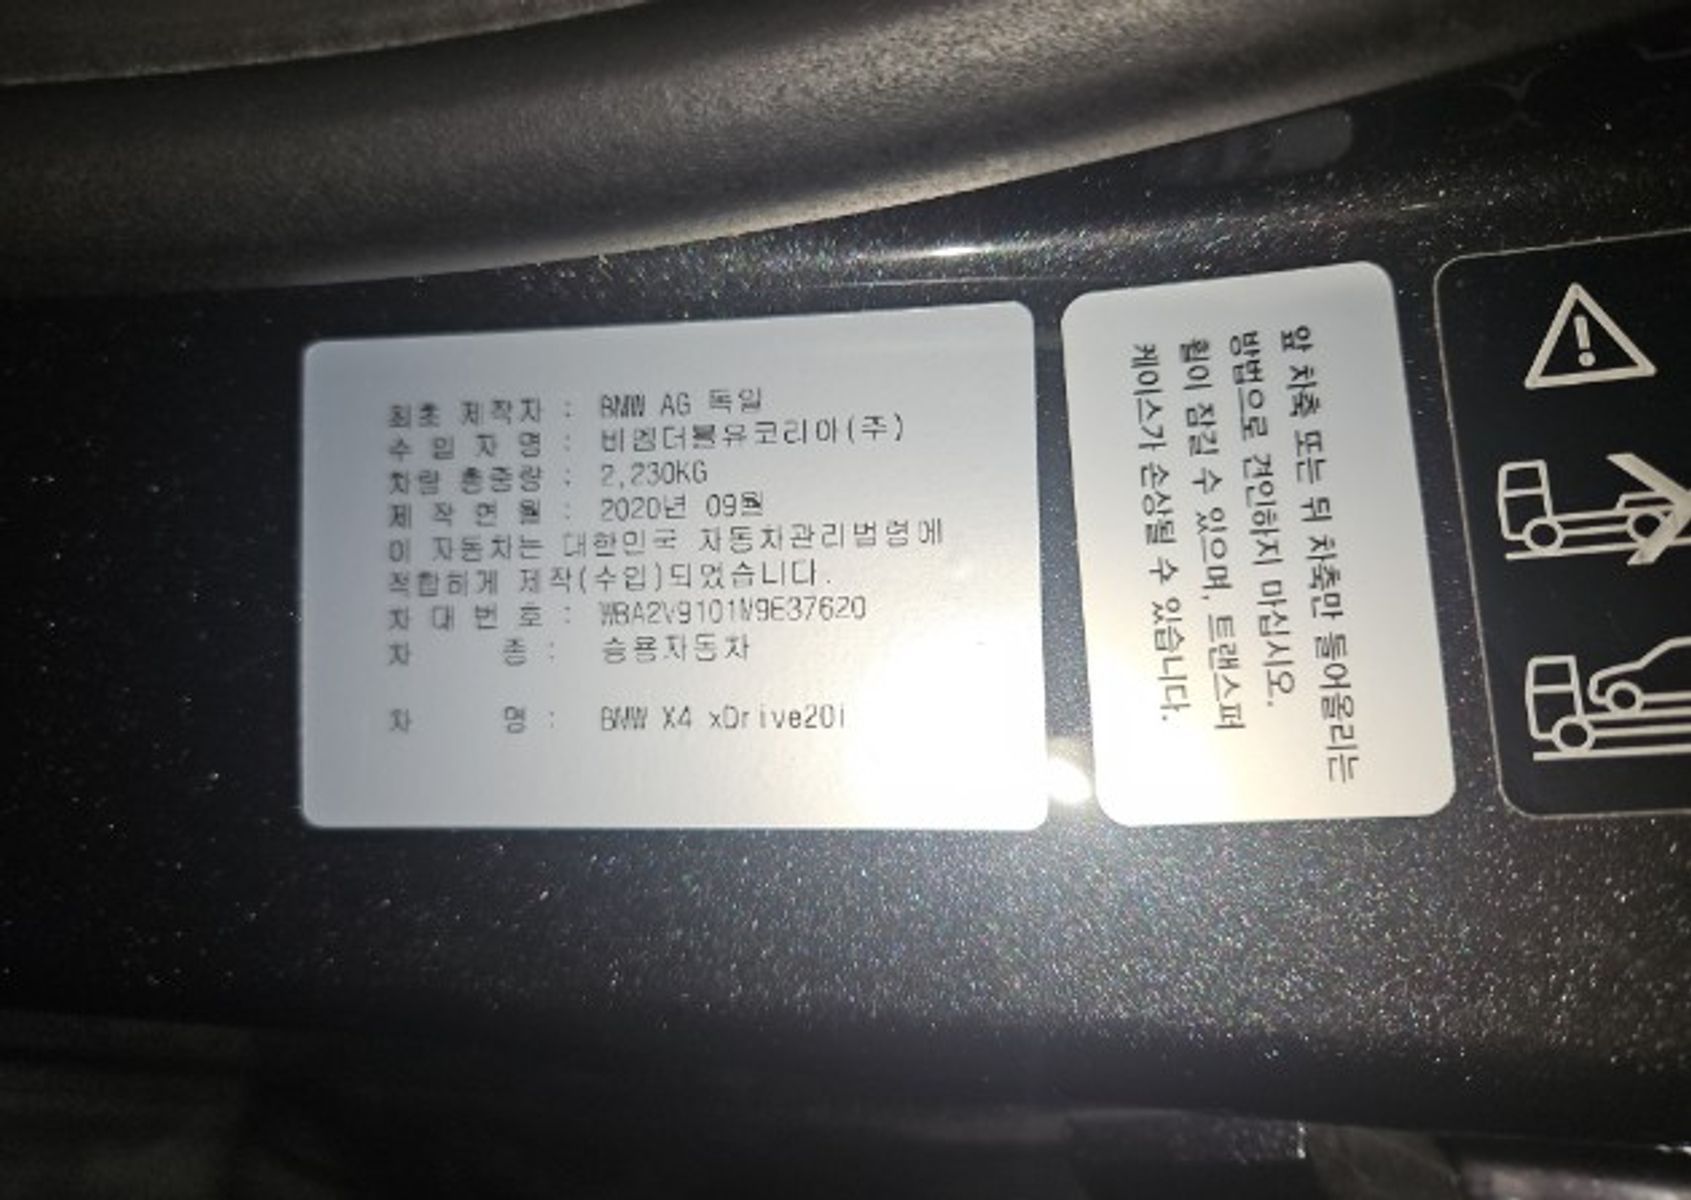 최초 제작자 : BMW AG 독일
수 입 자 명 : 비엠더블유코리아(주)
차량 총중량 : 2,230KG
제 작 연 월 : 2020년 09월
이 자동차는 대한민국 자동차관리법령에
적합하게 제작(수입)되었습니다.
차 대 번 호 : WBA2V9101M9E37620
차 종 : 승용자동차
차 명 : BMW X4 xDrive20i
앞 차축 또는 뒤 차축만 들어올리는
방법으로 견인하지 마십시오.
휠이 잠길 수 있으며, 트랜스퍼
케이스가 손상될 수 있습니다.